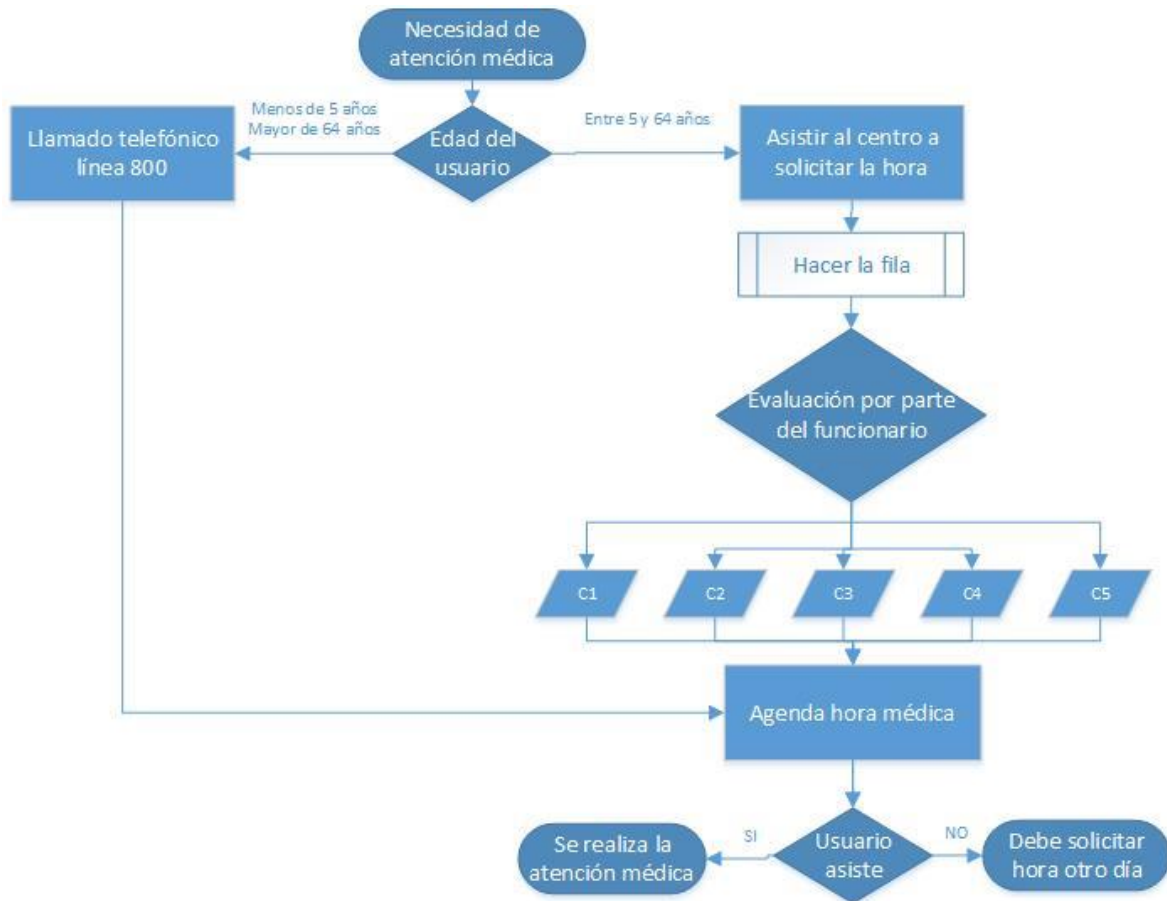 Necesidad de
atención médica
Menos de 5 años
Mayor de 64 años
Llamado telefónico
línea 800
Edad del
usuario
Entre 5 y 64 años
Asistir al centro a
solicitar la hora
Hacer la fila
Evaluación por parte
del funcionario
C1
C2
C3
C4
C5
Agenda hora médica
Usuario
asiste
SI
NO
Se realiza la
atención médica
Debe solicitar
hora otro día